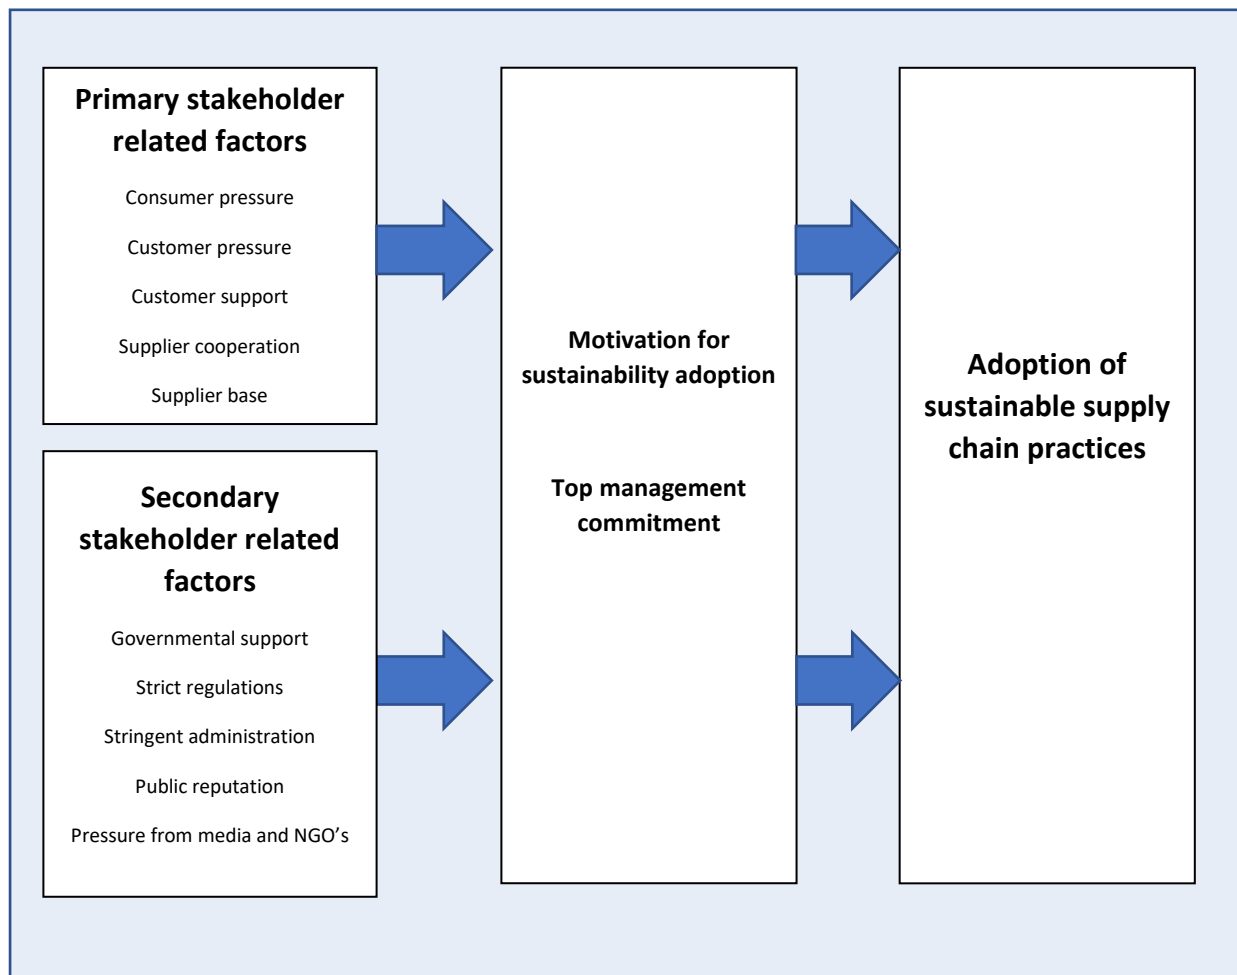 Primary stakeholder
related factors
Consumer pressure
Customer pressure
Customer support
Supplier cooperation
Supplier base
Secondary
stakeholder related
factors
Governmental support
Strict regulations
Stringent administration
Public reputation
Pressure from media and NGO’s
Motivation for
sustainability adoption
Top management
commitment
Adoption of
sustainable supply
chain practices